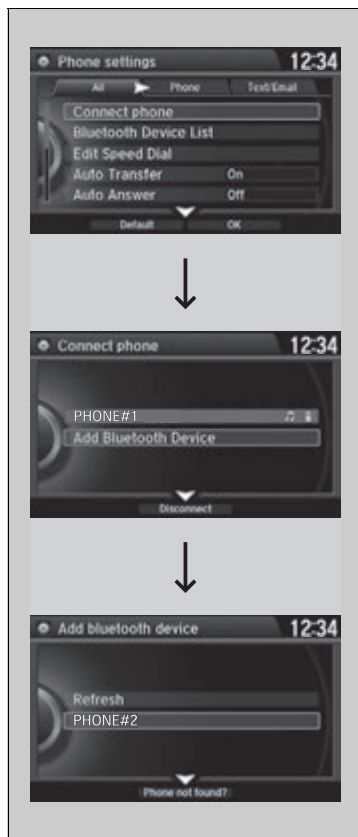 Phone settings 12:34
All Phone Text/Email
Connect phone
Bluetooth Device List
Edit Speed Dial
Auto Transfer On
Auto Answer Off
Default OK
Connect phone 12:34
PHONE#1
Add Bluetooth Device
Disconnect
Add bluetooth device 12:34
Refresh
PHONE#2
Phone not found?